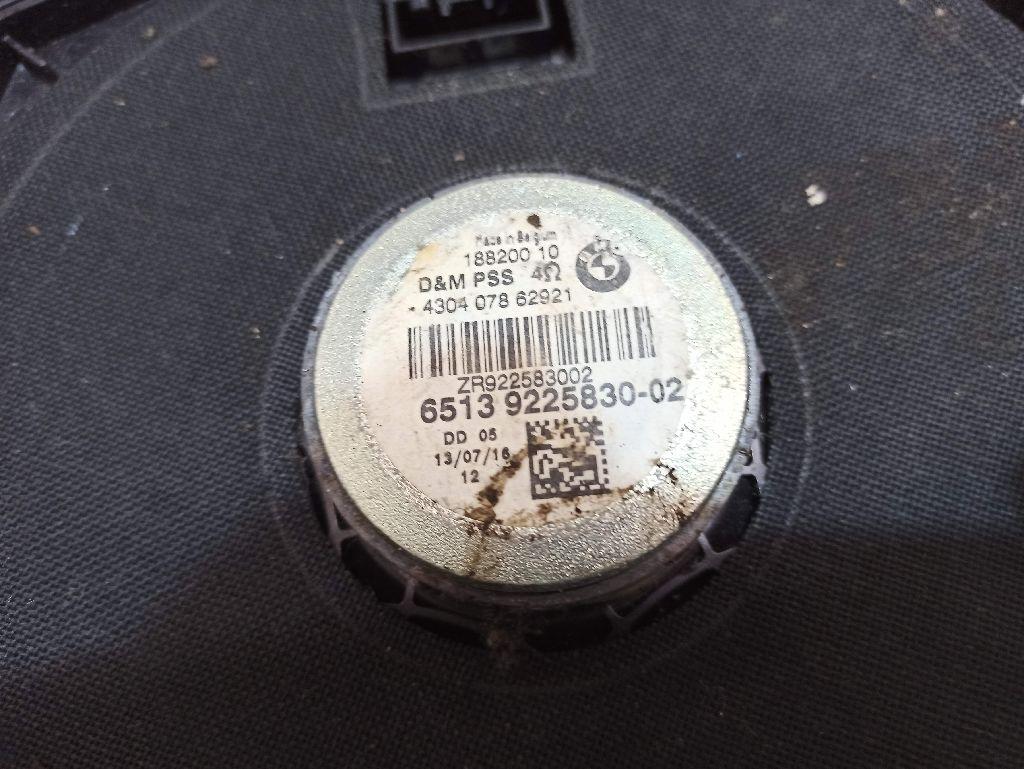 Made in Belgium
188200 10
D&M PSS 4Ω
4304 078 62921
ZR922583002
6513 9225830-02
DD 05
13/07/16
12